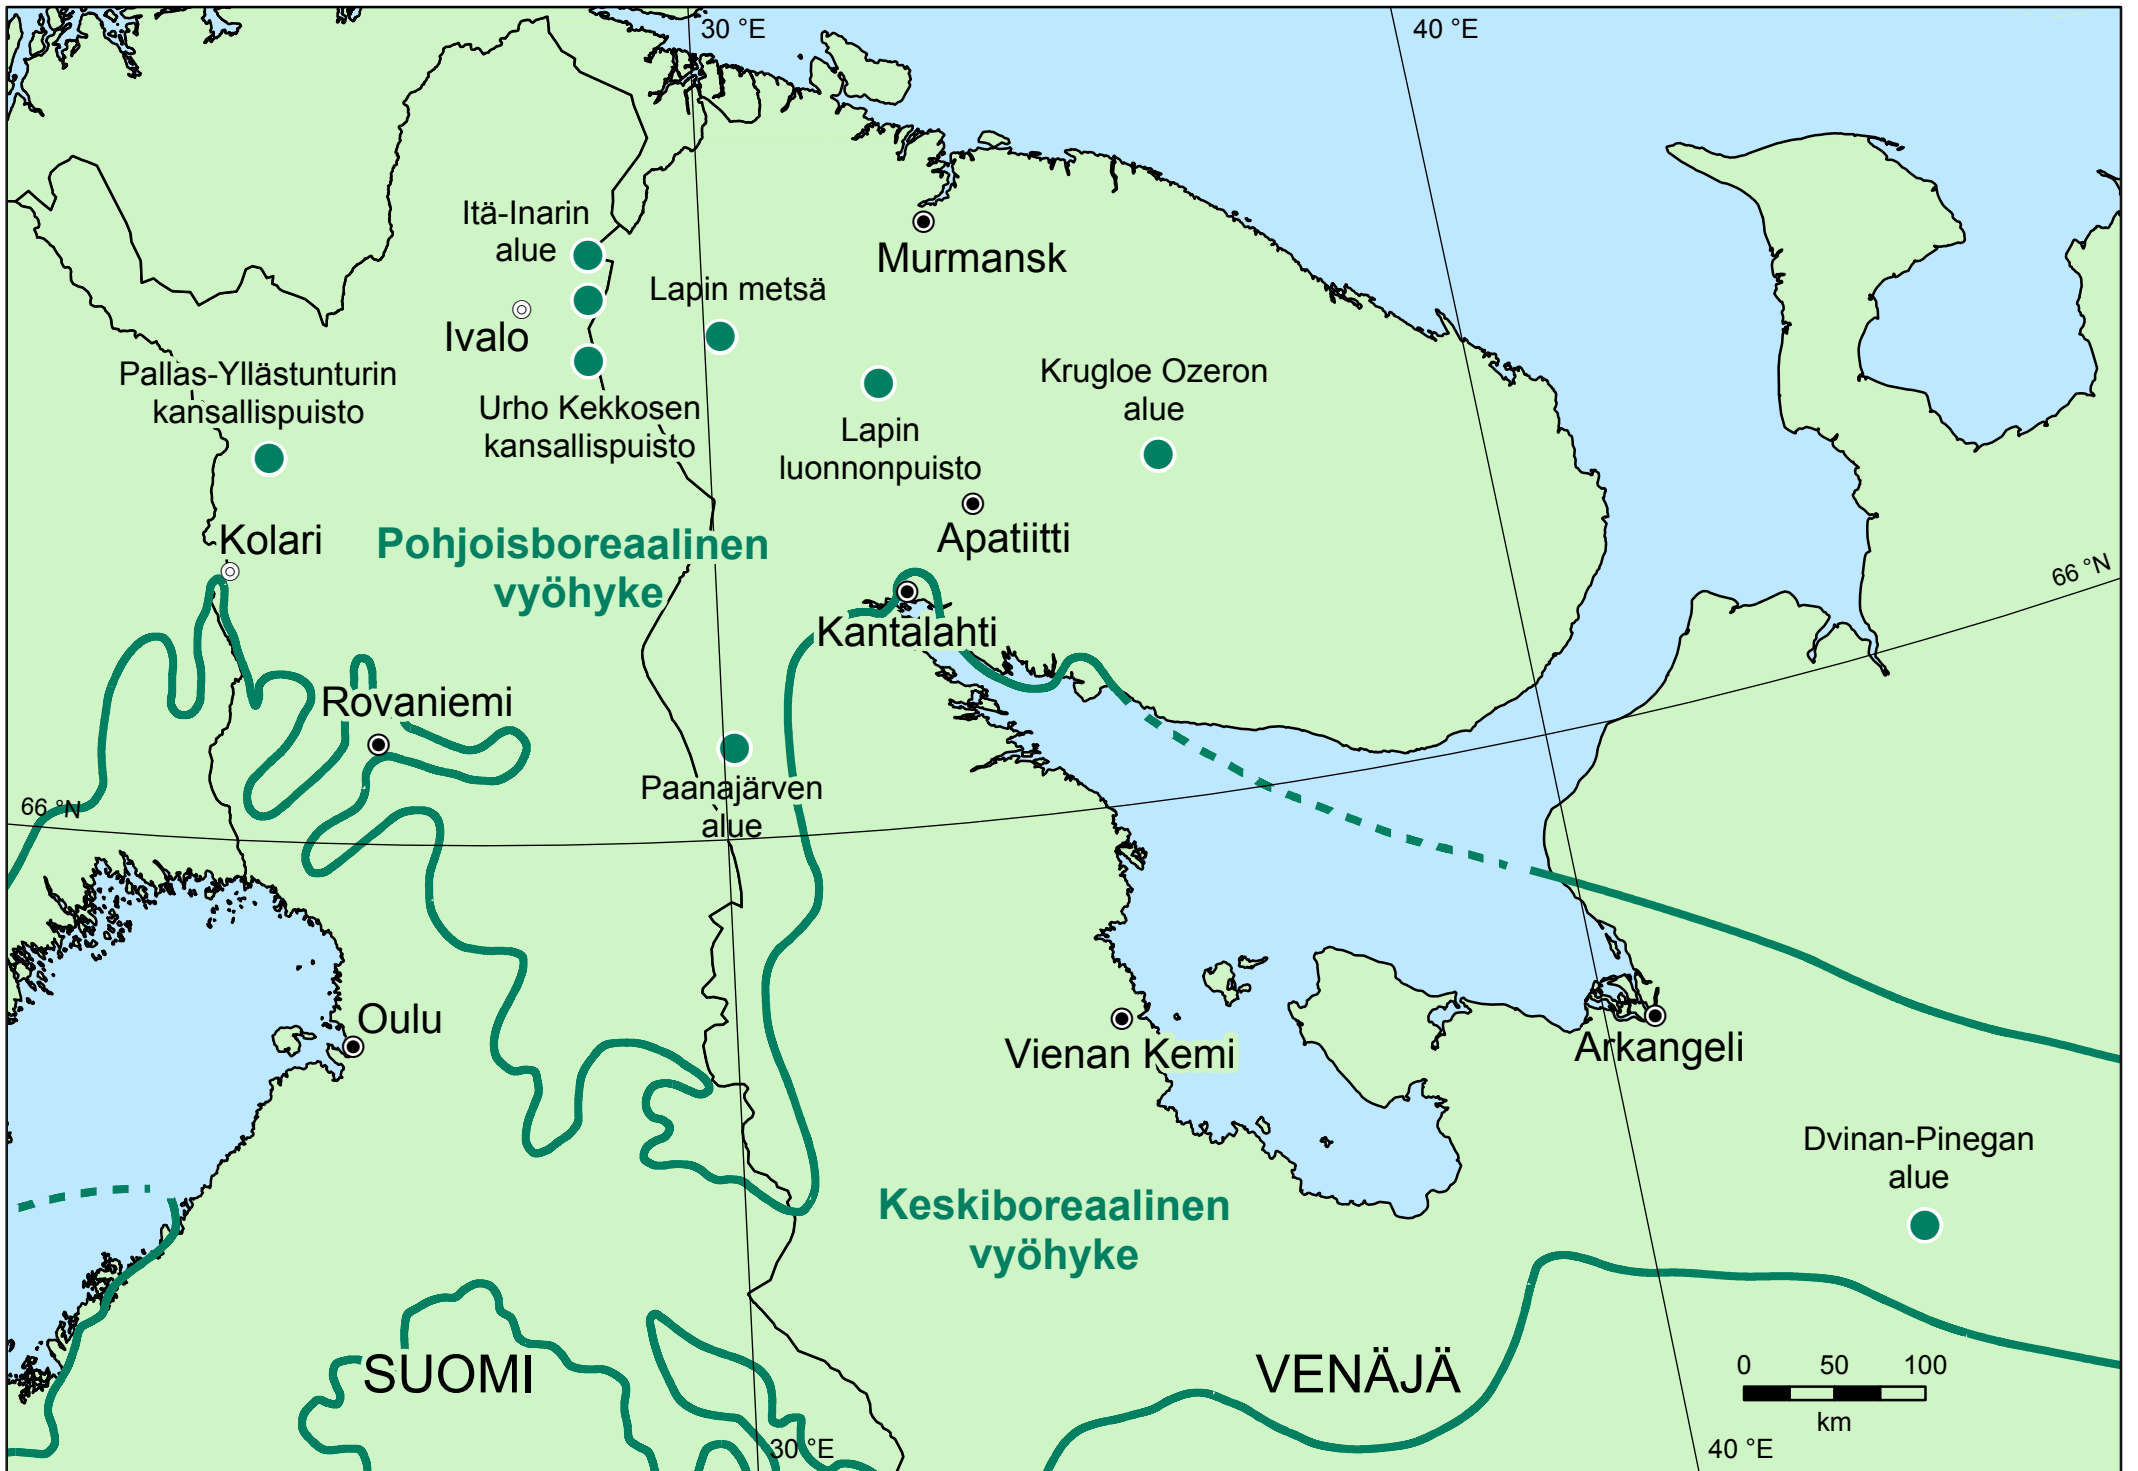 30 °E
40 °E
Itä-Inarin
alue
Murmansk
Lapin metsä
Ivalo
Pallas-Yllästunturin
kansallispuisto
Krugloe Ozeron
alue
Urho Kekkosen
kansallispuisto
Lapin
luonnonpuisto
Kolari
Pohjoisboreaalinen
vyöhyke
Apatiitti
66 °N
Kantalahti
Rovaniemi
Paanajärven
alue
66 °N
Oulu
Vienan Kemi
Arkangeli
Dvinan-Pinegan
alue
Keskiboreaalinen
vyöhyke
SUOMI
VENÄJÄ
0 50 100
km
30 °E
40 °E